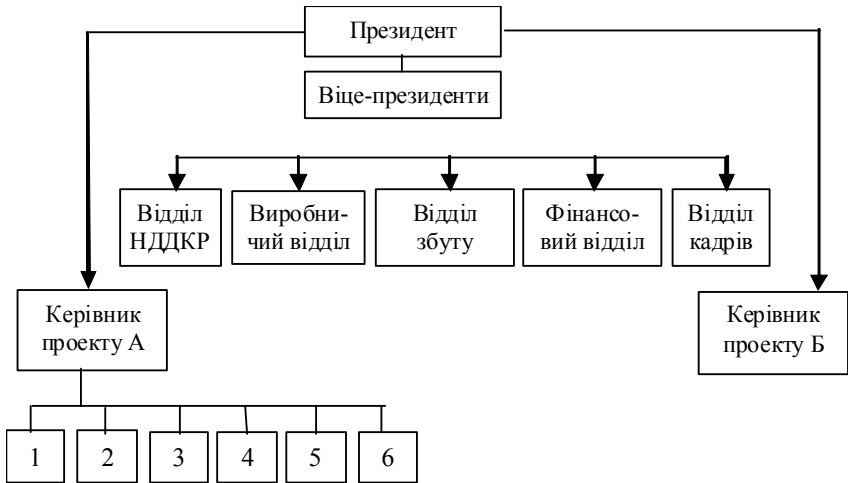 Президент
Віце-президенти
Відділ
НДДКР
Виробни-
чий відділ
Відділ
збуту
Фінансо-
вий відділ
Відділ
кадрів
Керівник
проекту А
Керівник
проекту Б
1
2
3
4
5
6